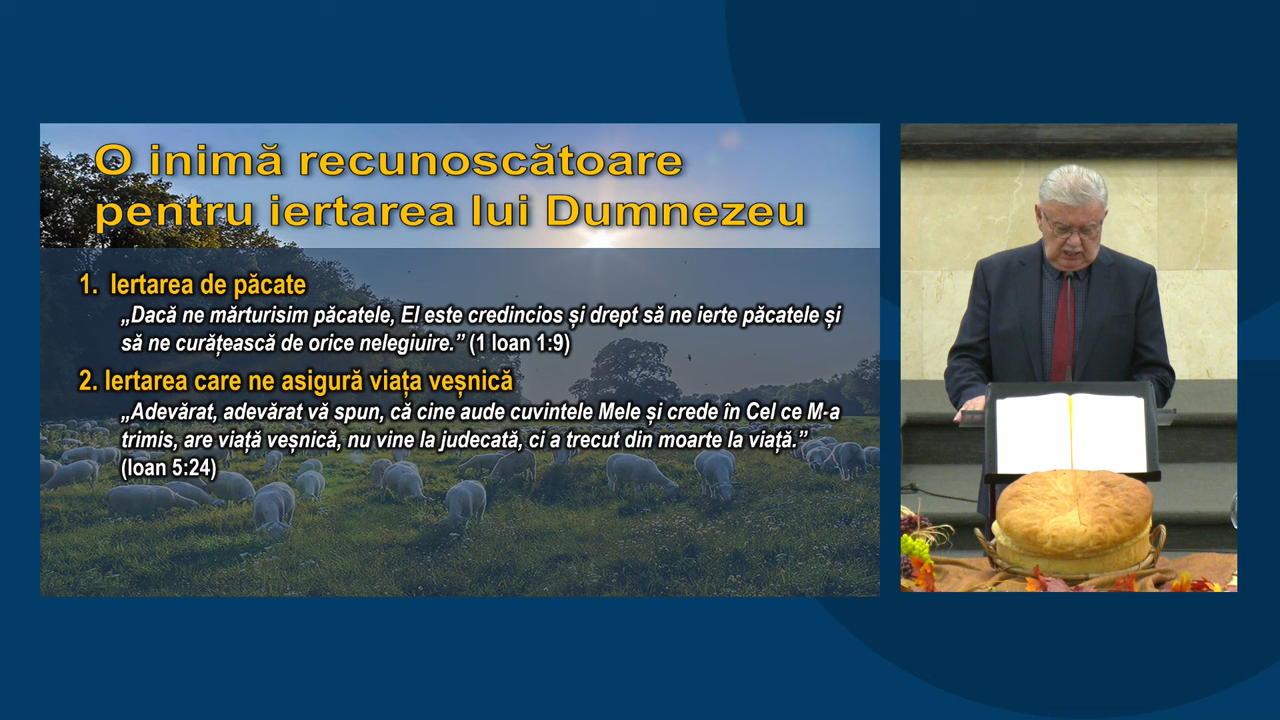 O inimă recunoscătoare
pentru iertarea lui Dumnezeu
1. Iertarea de păcate
„Dacă ne mărturisim păcatele, El este credincios și drept să ne ierte păcatele și
să ne curățească de orice nelegiuire.” (1 Ioan 1:9)
2. Iertarea care ne asigură viața veșnică
„Adevărat, adevărat vă spun, că cine aude cuvintele Mele și crede în Cel ce M-a
trimis, are viață veșnică, nu vine la judecată, ci a trecut din moarte la viață.”
(Ioan 5:24)